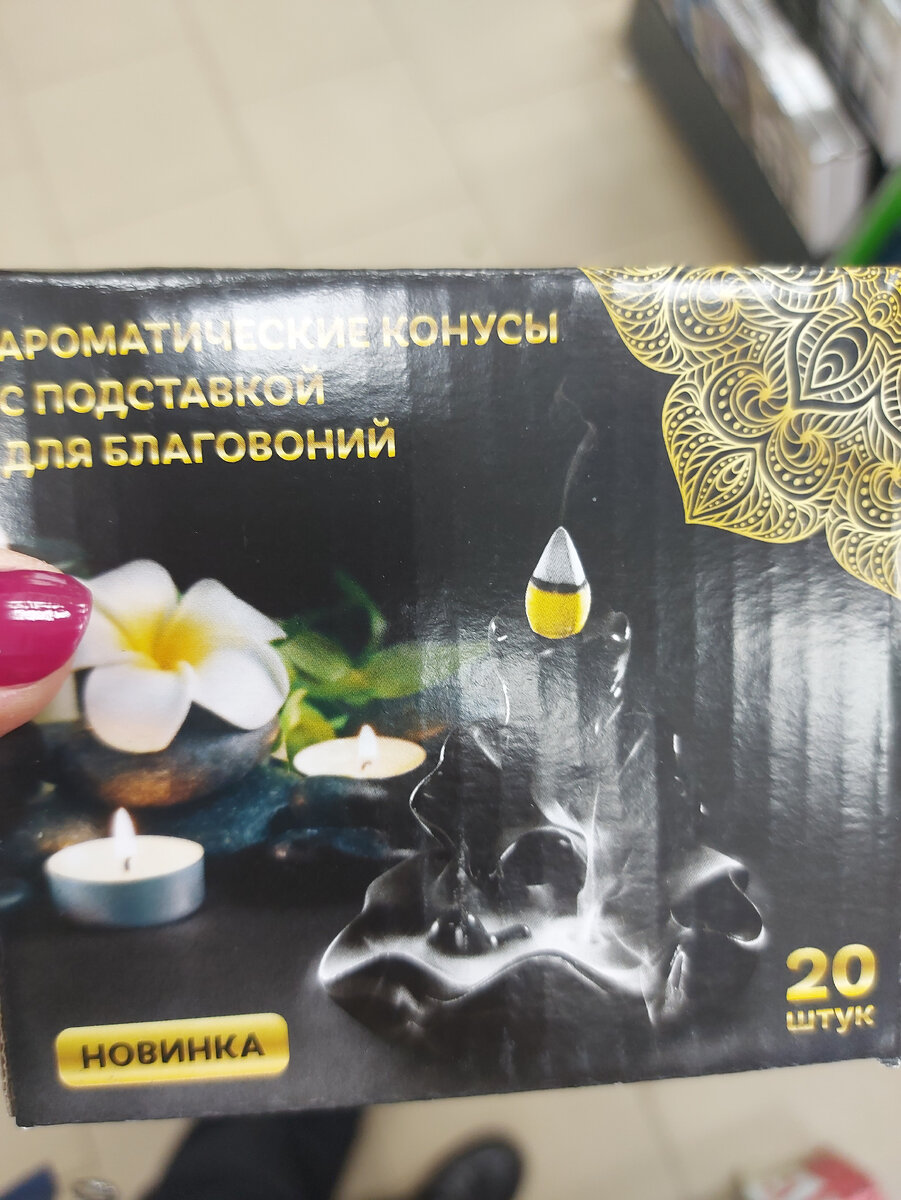 АРОМАТИЧЕСКИЕ КОНУСЫ
С ПОДСТАВКОЙ
ДЛЯ БЛАГОВОНИЙ
20
ШТУК
НОВИНКА